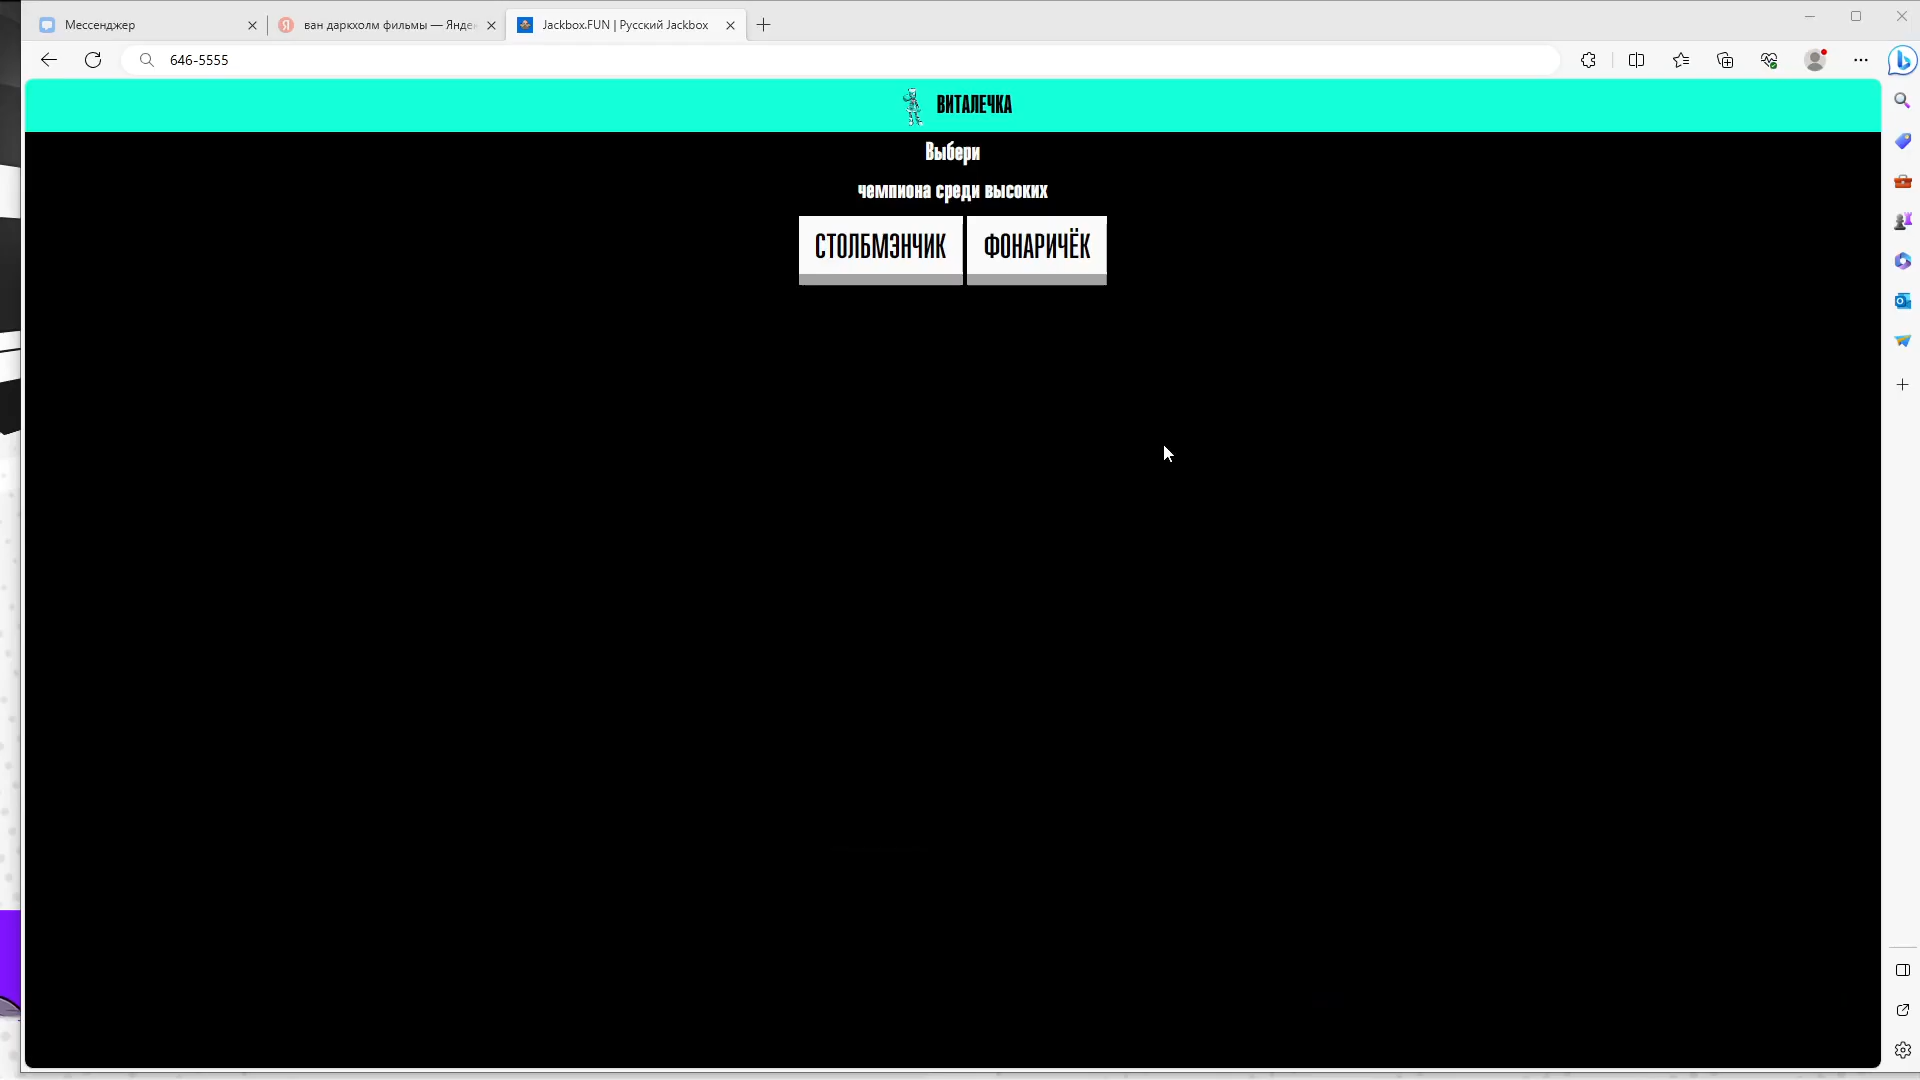 Мессенджер
ван даркхолм фильмы — Янде
Jackbox.FUN | Русский Jackbox
646-5555
ВИТАЛЕЧКА
Выбери
чемпиона среди высоких
СТОЛБМЭНЧИК
ФОНАРИЧЁК